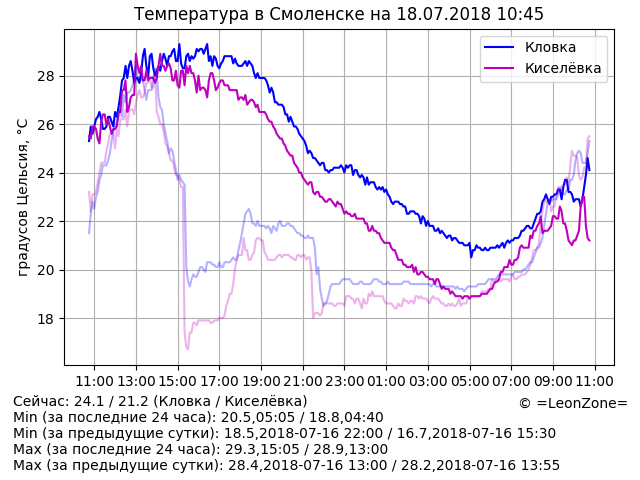 Температура в Смоленске на 18.07.2018 10:45
Кловка
Киселёвка
градусов Цельсия, °C
28
26
24
22
20
18
11:00 13:00 15:00 17:00 19:00 21:00 23:00 01:00 03:00 05:00 07:00 09:00 11:00
Сейчас: 24.1 / 21.2 (Кловка / Киселёвка)
© =LeonZone=
Min (за последние 24 часа): 20.5,05:05 / 18.8,04:40
Min (за предыдущие сутки): 18.5,2018-07-16 22:00 / 16.7,2018-07-16 15:30
Max (за последние 24 часа): 29.3,15:05 / 28.9,13:00
Max (за предыдущие сутки): 28.4,2018-07-16 13:00 / 28.2,2018-07-16 13:55